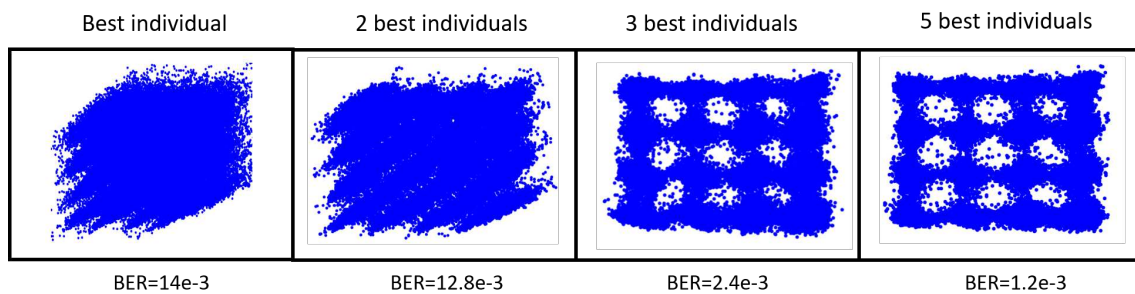 Best individual
2 best individuals
3 best individuals
5 best individuals
BER=14e-3
BER=12.8e-3
BER=2.4e-3
BER=1.2e-3